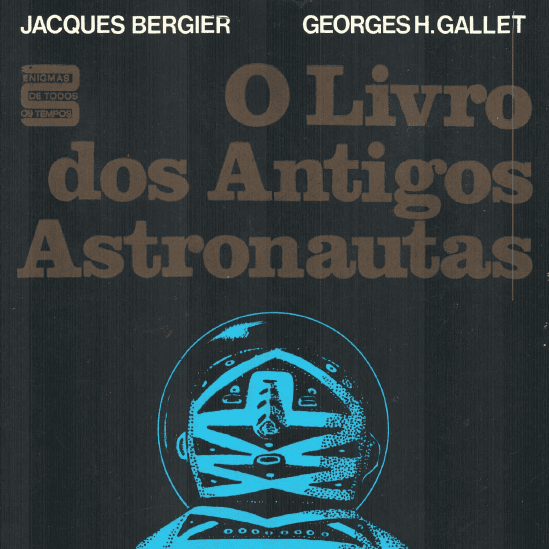 JACQUES BERGIER GEORGES H. GALLET
ENIGMAS
DE TODOS
OS TEMPOS
O Livro
dos Antigos
Astronautas